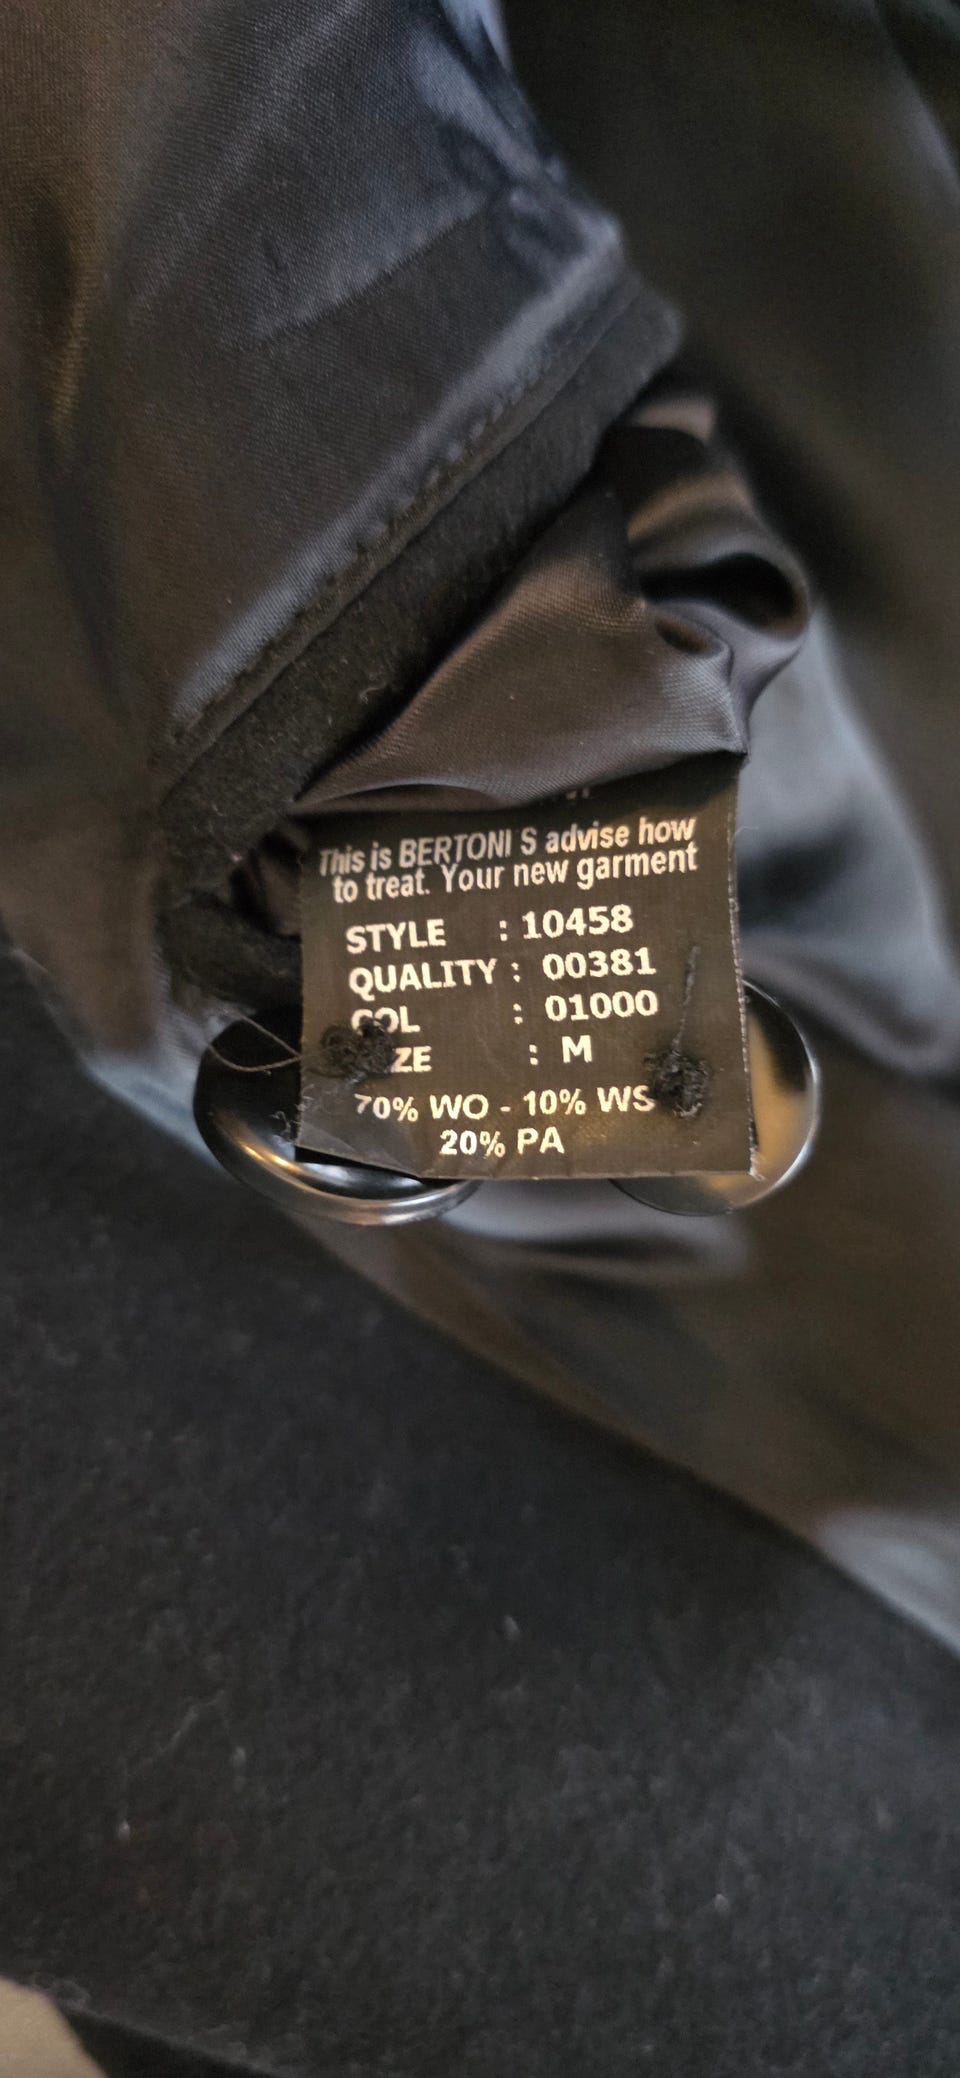 This is BERTONI S advise how
to treat. Your new garment
STYLE : 10458
QUALITY : 00381
COL : 01000
ZE : M
70% WO - 10% WS
20% PA